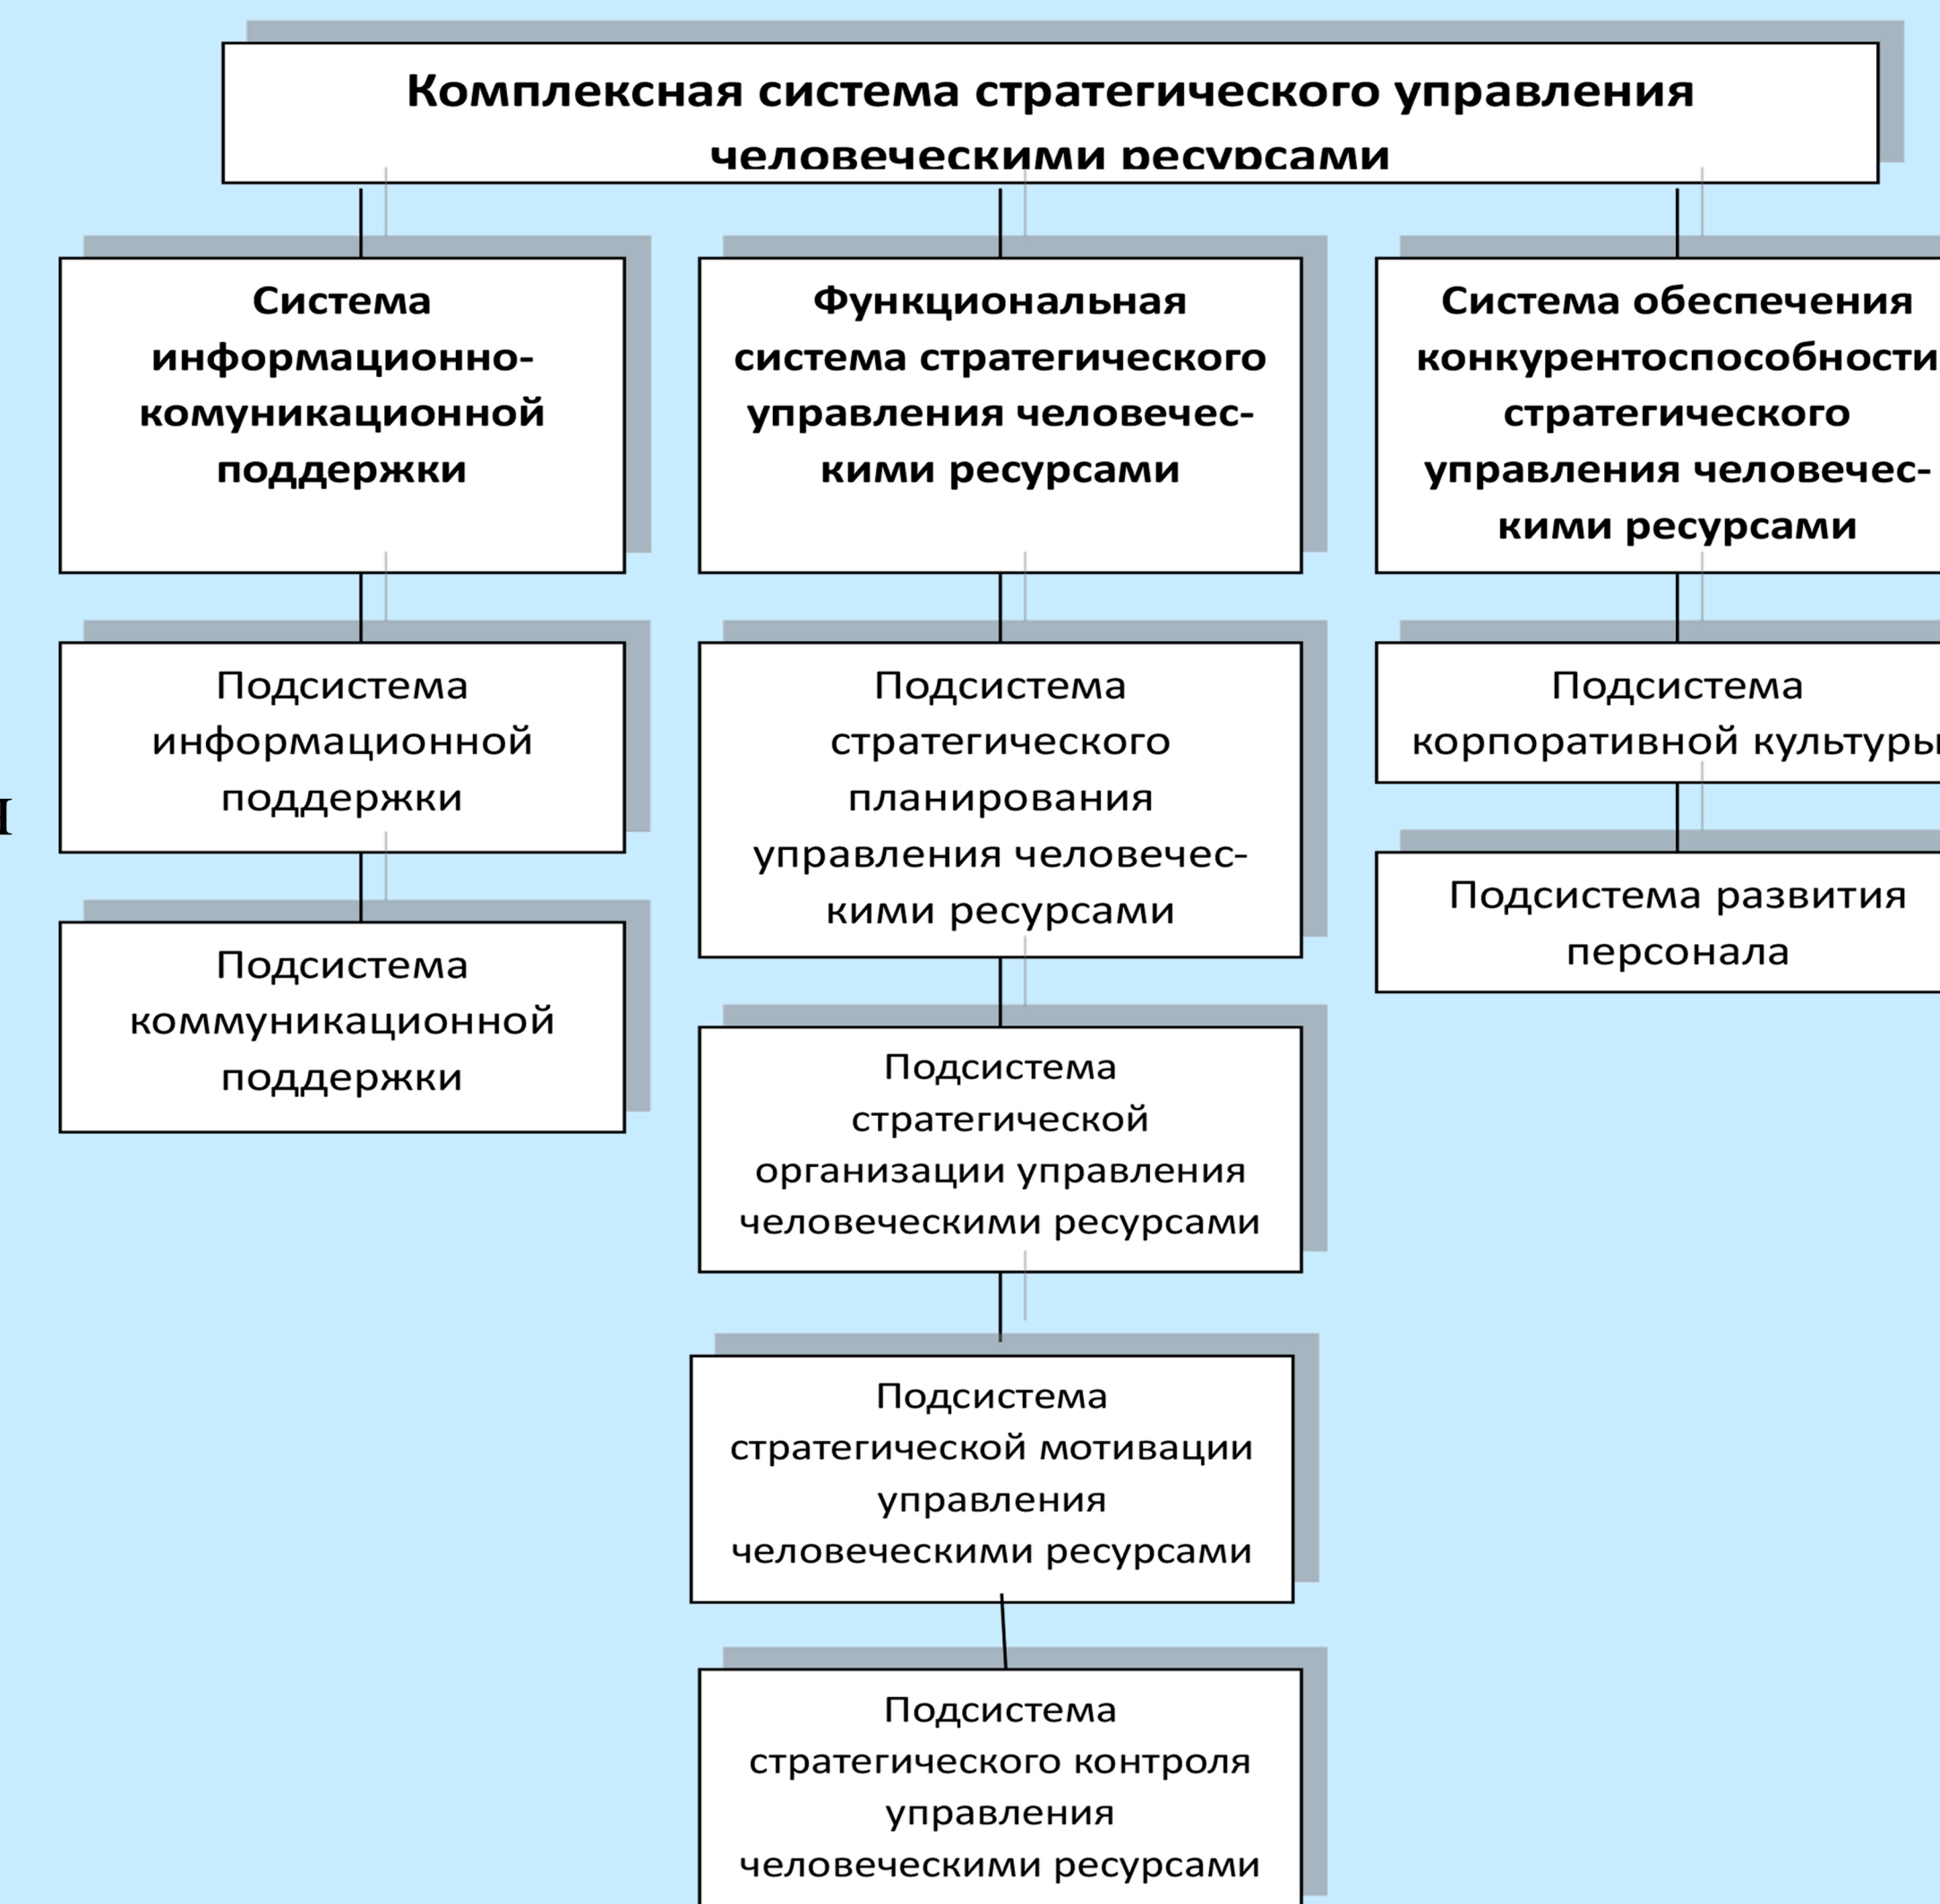 Комплексная система стратегического управления
человеческими ресурсами
Система
информационно-
комуникационной
поддержки
Подсистема
информационной
поддержки
Подсистема
коммуникационной
поддержки
Функциональная
система стратегического
управления человечес-
кими ресурсами
Подсистема
стратегического
планирования
управления человечес-
кими ресурсами
Подсистема
стратегической
организации управления
человеческими ресурсами
Подсистема
стратегической мотивации
управления
человеческими ресурсами
Подсистема
стратегического контроля
управления
человеческими ресурсами
Система обеспечения
конкурентоспособности
стратегического
управления человечес-
кими ресурсами
Подсистема
корпоративной культуры
Подсистема развития
персонала